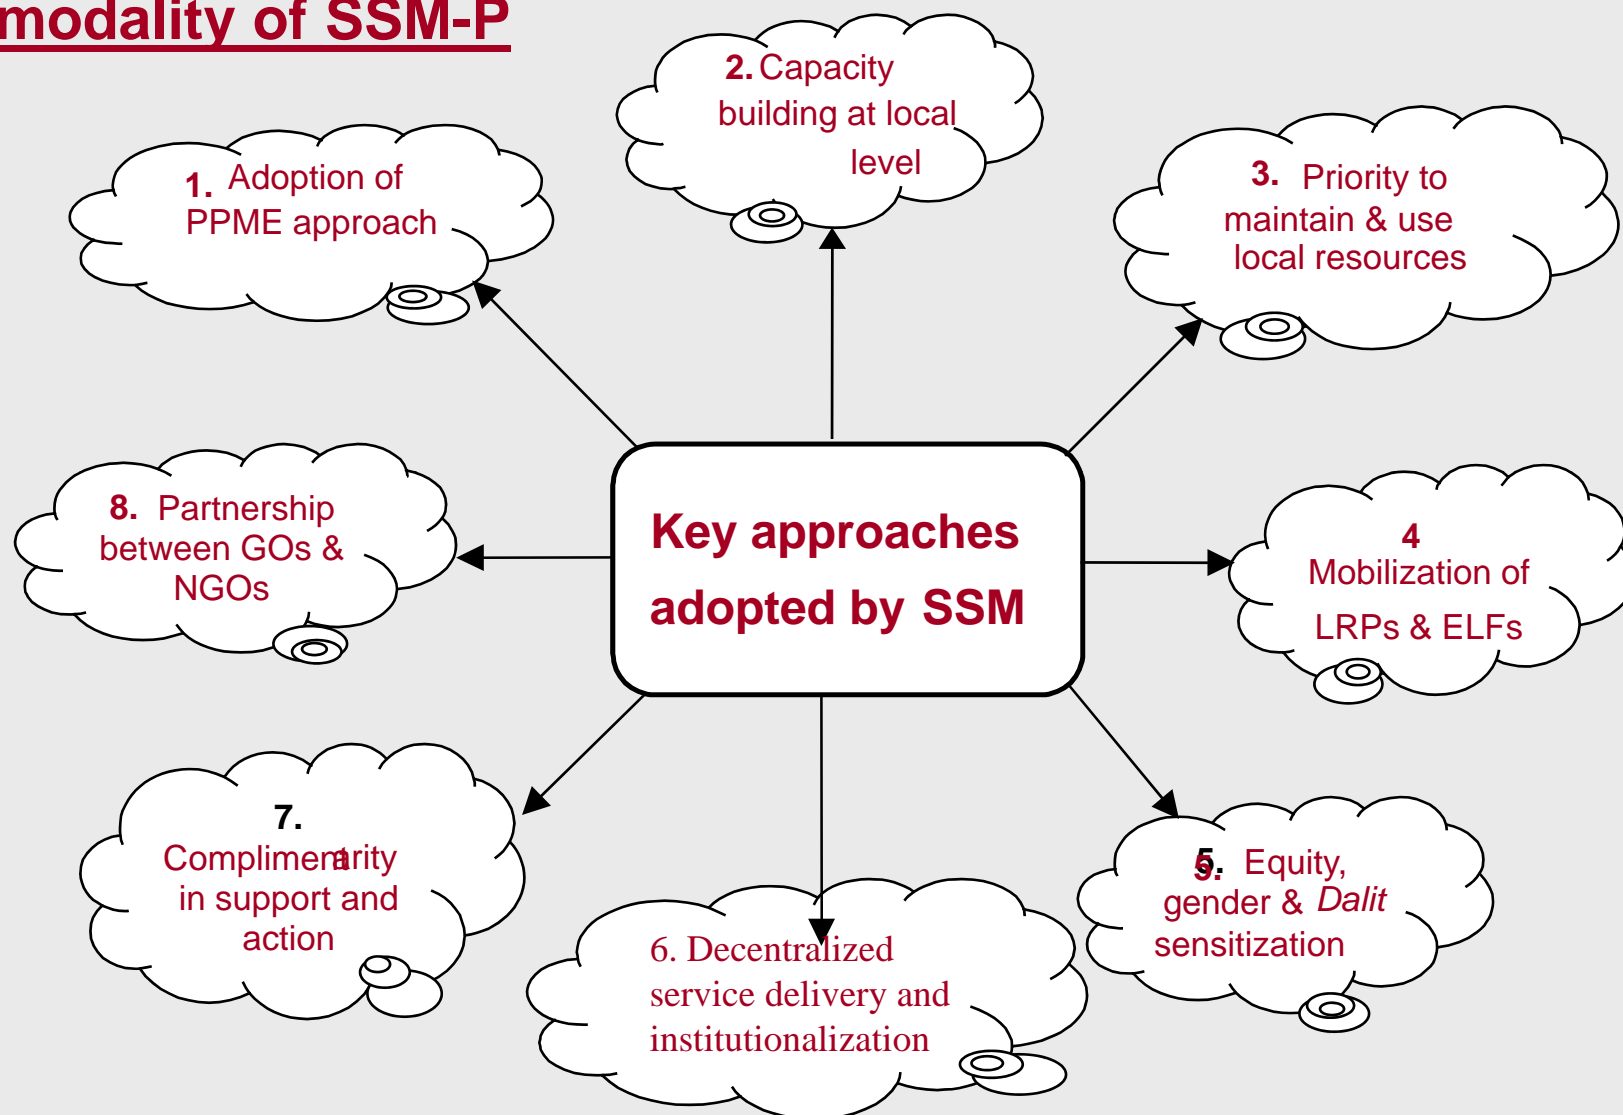 modality of SSM-P
1. Adoption of
PPME approach
2. Capacity
building at local
level
3. Priority to
maintain & use
local resources
4
Mobilization of
LRPs & ELFs
5. Equity,
gender & Dalit
sensitization
6. Decentralized
service delivery and
institutionalization
7.
Complimentarity
in support and
action
8. Partnership
between GOs &
NGOs
Key approaches
adopted by SSM